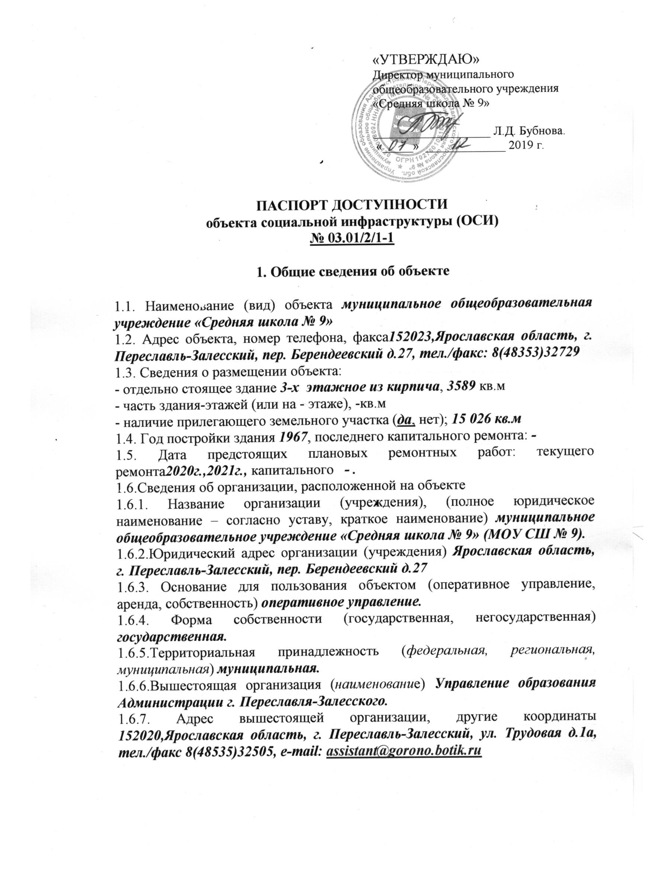 «УТВЕРЖДАЮ»
Директор муниципального
общеобразовательного учреждения
«Средняя школа № 9»
Л.Д. Бубнова.
« 07 » 12 2019 г.
ПАСПОРТ ДОСТУПНОСТИ
объекта социальной инфраструктуры (ОСИ)
№ 03.01/2/1-1
1. Общие сведения об объекте
1.1. Наименование (вид) объекта муниципальное общеобразовательная
учреждение «Средняя школа № 9»
1.2. Адрес объекта, номер телефона, факса152023,Ярославская область, г.
Переславль-Залесский, пер. Берендеевский д.27, тел./факс: 8(48353)32729
1.3. Сведения о размещении объекта:
- отдельно стоящее здание 3-х этажное из кирпича, 3589 кв.м
- часть здания-этажей (или на - этаже), -кв.м
- наличие прилегающего земельного участка (да, нет); 15 026 кв.м
1.4. Год постройки здания 1967, последнего капитального ремонта: -
1.5. Дата предстоящих плановых ремонтных работ: текущего
ремонта2020г.,2021г., капитального - .
1.6.Сведения об организации, расположенной на объекте
1.6.1. Название организации (учреждения), (полное юридическое
наименование – согласно уставу, краткое наименование) муниципальное
общеобразовательное учреждение «Средняя школа № 9» (МОУ СШ № 9).
1.6.2.Юридический адрес организации (учреждения) Ярославская область,
г. Переславль-Залесский, пер. Берендеевский д.27
1.6.3. Основание для пользования объектом (оперативное управление,
аренда, собственность) оперативное управление.
1.6.4. Форма собственности (государственная, негосударственная)
государственная.
1.6.5.Территориальная принадлежность (федеральная, региональная,
муниципальная) муниципальная.
1.6.6.Вышестоящая организация (наименование) Управление образования
Администрации г. Переславля-Залесского.
1.6.7. Адрес вышестоящей организации, другие координаты
152020,Ярославская область, г. Переславль-Залесский, ул. Трудовая д.1а,
тел./факс 8(48535)32505, e-mail: assistant@gorono.botik.ru